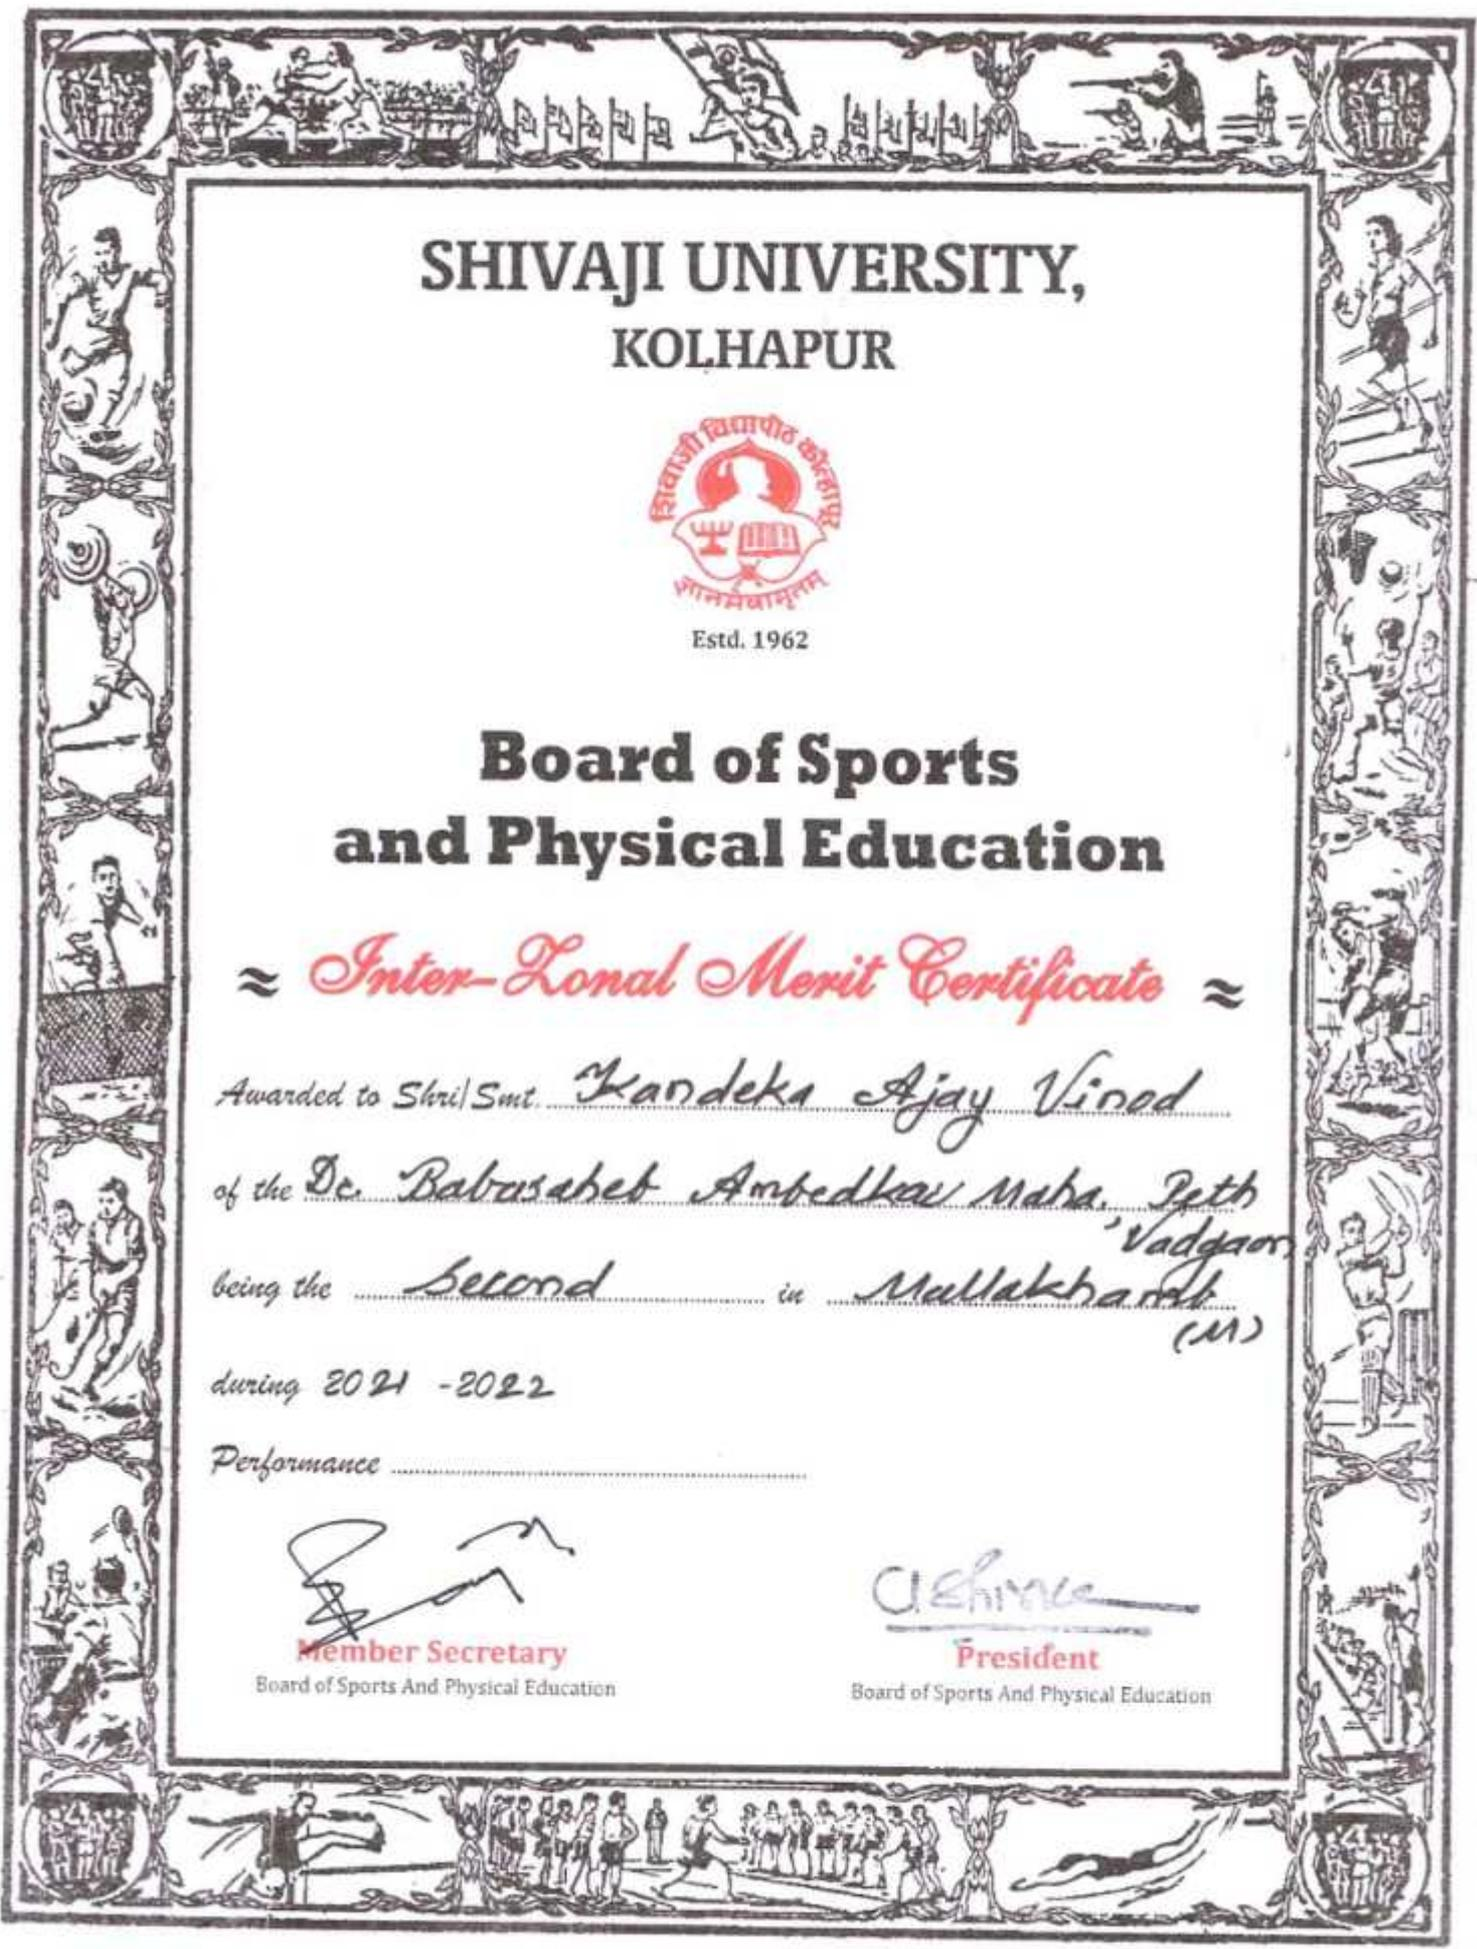 SHIVAJI UNIVERSITY,
KOLHAPUR
शिवाजी विद्यापीठ कोल्हापूर
ज्ञानमेवामृतम्
Estd. 1962
Board of Sports
and Physical Education
≈ Inter-Zonal Merit Certificate ≈
Awarded to Shri/Smt. Kandeka Ajay Vinod
of the Dr. Babasaheb Ambedkar Maha. Peth
Vadgaon
being the Second in Mallakhamb
(M)
during 2021 - 2022
Performance
Member Secretary
Board of Sports And Physical Education
President
Board of Sports And Physical Education